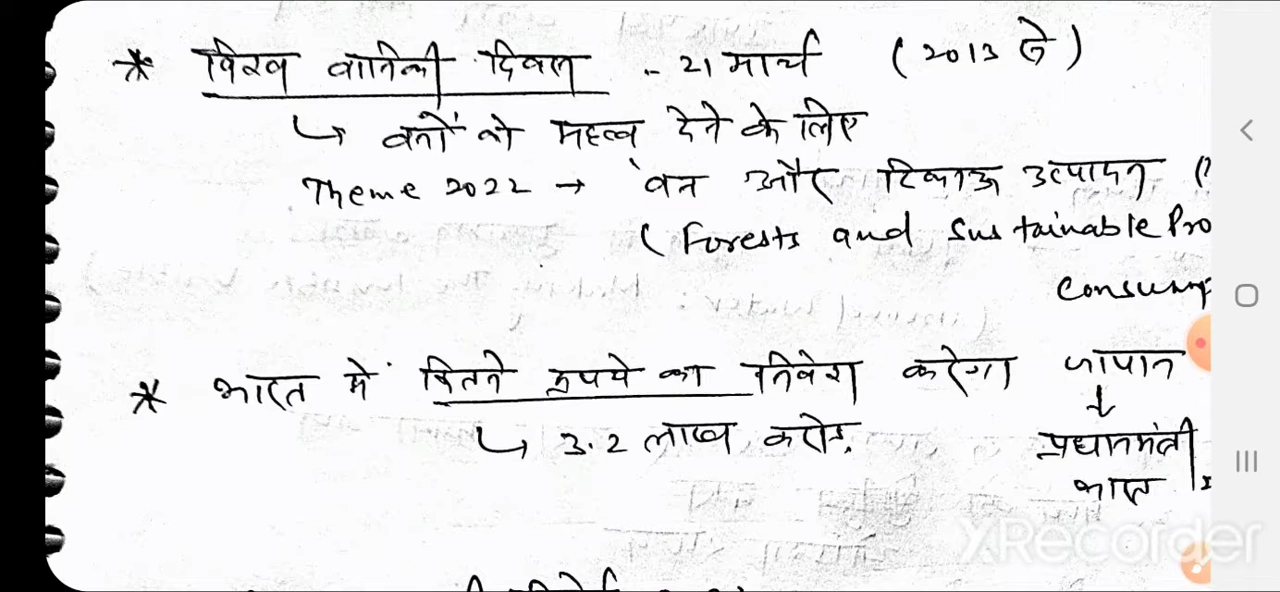 * विश्व वानिकी दिवस :- 21 मार्च (2013 से)
↳ वनों को महत्व देने के लिए
Theme 2022 → वन और टिकाऊ उत्पादन (
(Forests and Sustainable Pro
Consump
* भारत में कितने रुपये का निवेश करेगा जापान
↓
↳ 3.2 लाख करोड़ प्रधानमंत्री
भारत
XRecorder